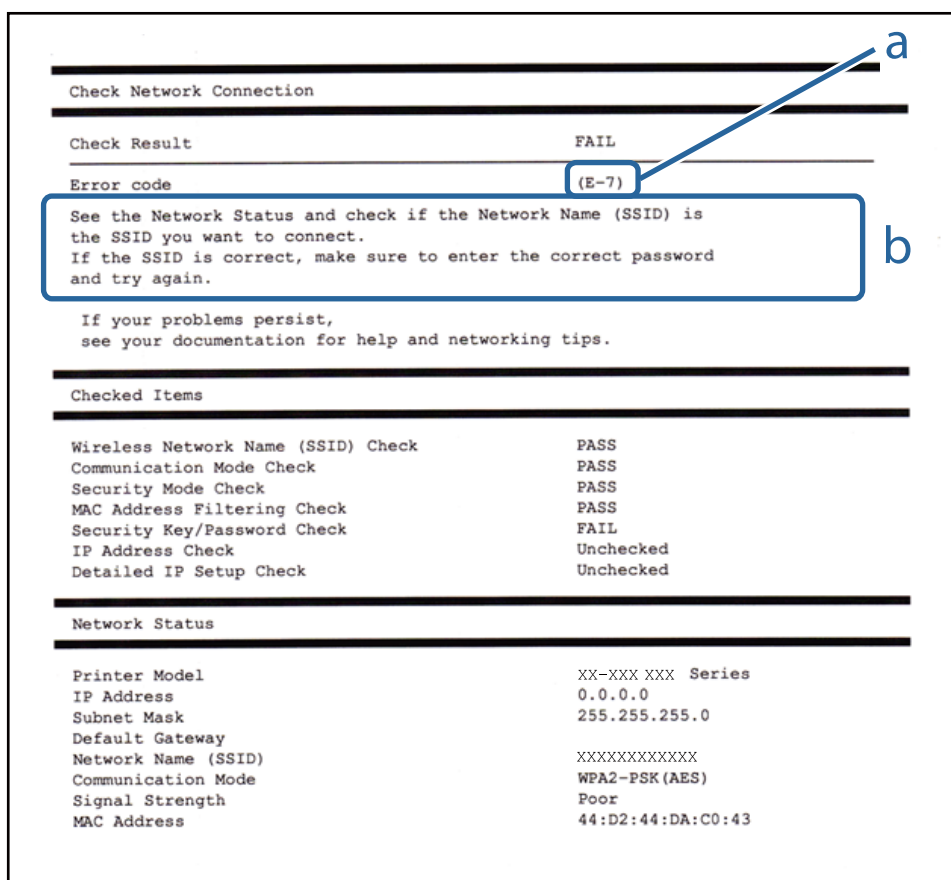 a
Check Network Connection
Check Result FAIL
Error code (E-7)
See the Network Status and check if the Network Name (SSID) is
the SSID you want to connect.
If the SSID is correct, make sure to enter the correct password
and try again.
b
If your problems persist,
see your documentation for help and networking tips.
Checked Items
Wireless Network Name (SSID) Check PASS
Communication Mode Check PASS
Security Mode Check PASS
MAC Address Filtering Check PASS
Security Key/Password Check FAIL
IP Address Check Unchecked
Detailed IP Setup Check Unchecked
Network Status
Printer Model XX-XXX XXX Series
IP Address 0.0.0.0
Subnet Mask 255.255.255.0
Default Gateway
Network Name (SSID) XXXXXXXXXXXX
Communication Mode WPA2-PSK(AES)
Signal Strength Poor
MAC Address 44:D2:44:DA:C0:43